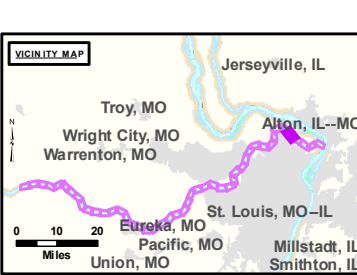 VICINITY MAP
Jerseyville, IL
Troy, MO
Alton, IL--MO
Wright City, MO
Warrenton, MO
N
St. Louis, MO--IL
0 10 20
Miles
Eureka, MO
Pacific, MO
Union, MO
Millstadt, IL
Smithton, IL